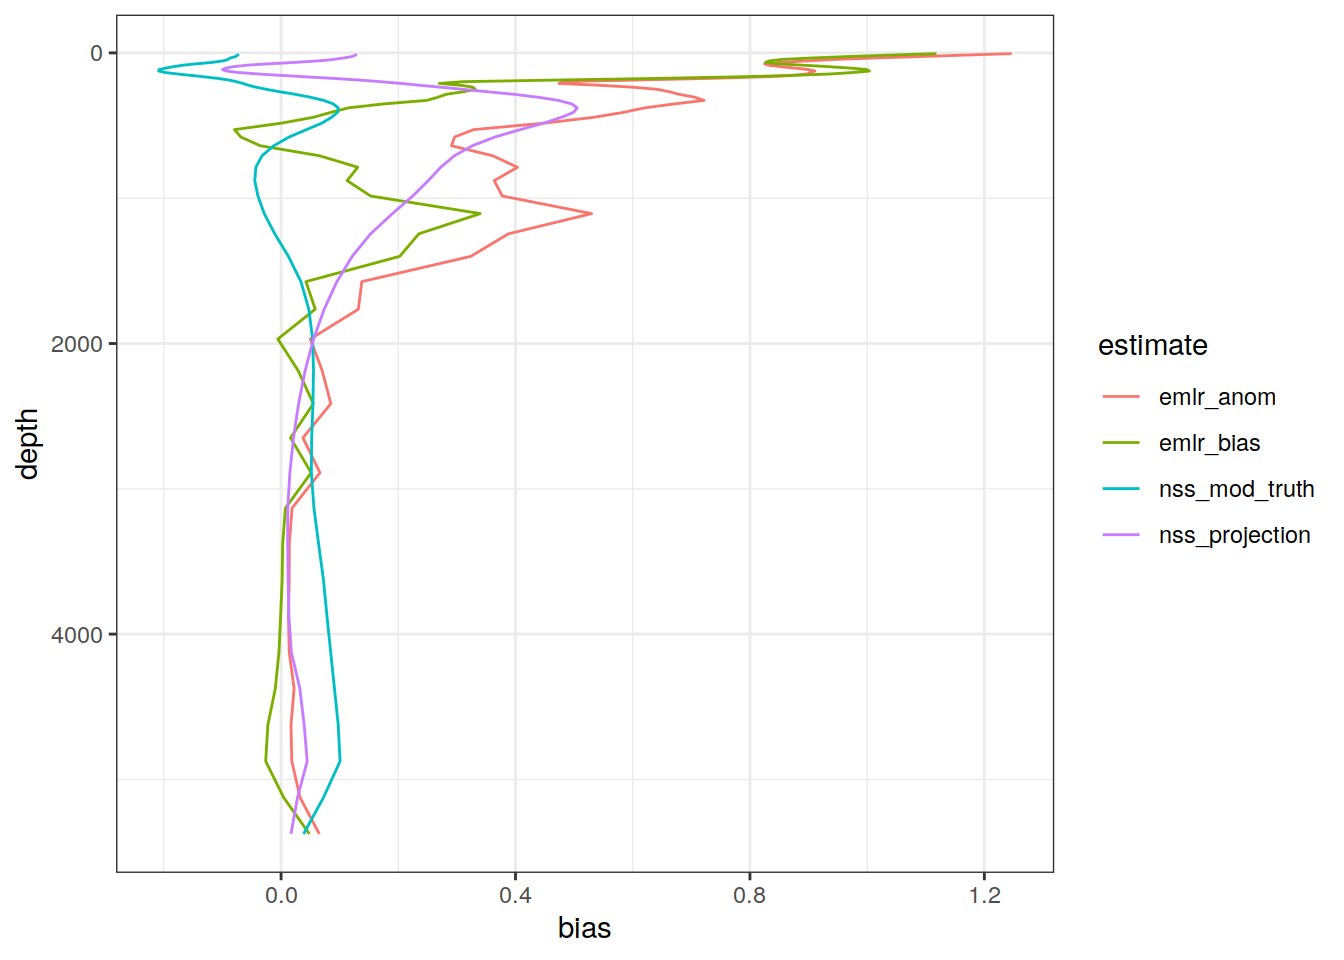 0
2000
4000
depth
0.0
0.4
0.8
1.2
bias
estimate
emlr_anom
emlr_bias
nss_mod_truth
nss_projection